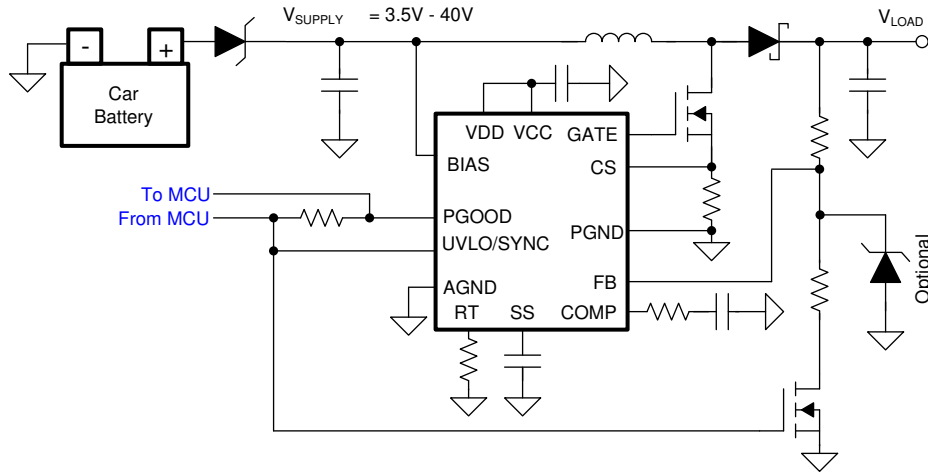 V_SUPPLY = 3.5V - 40V
V_LOAD
-
+
Car
Battery
VDD
VCC
GATE
BIAS
CS
To MCU
From MCU
PGOOD
UVLO/SYNC
PGND
AGND
FB
RT
SS
COMP
Optional